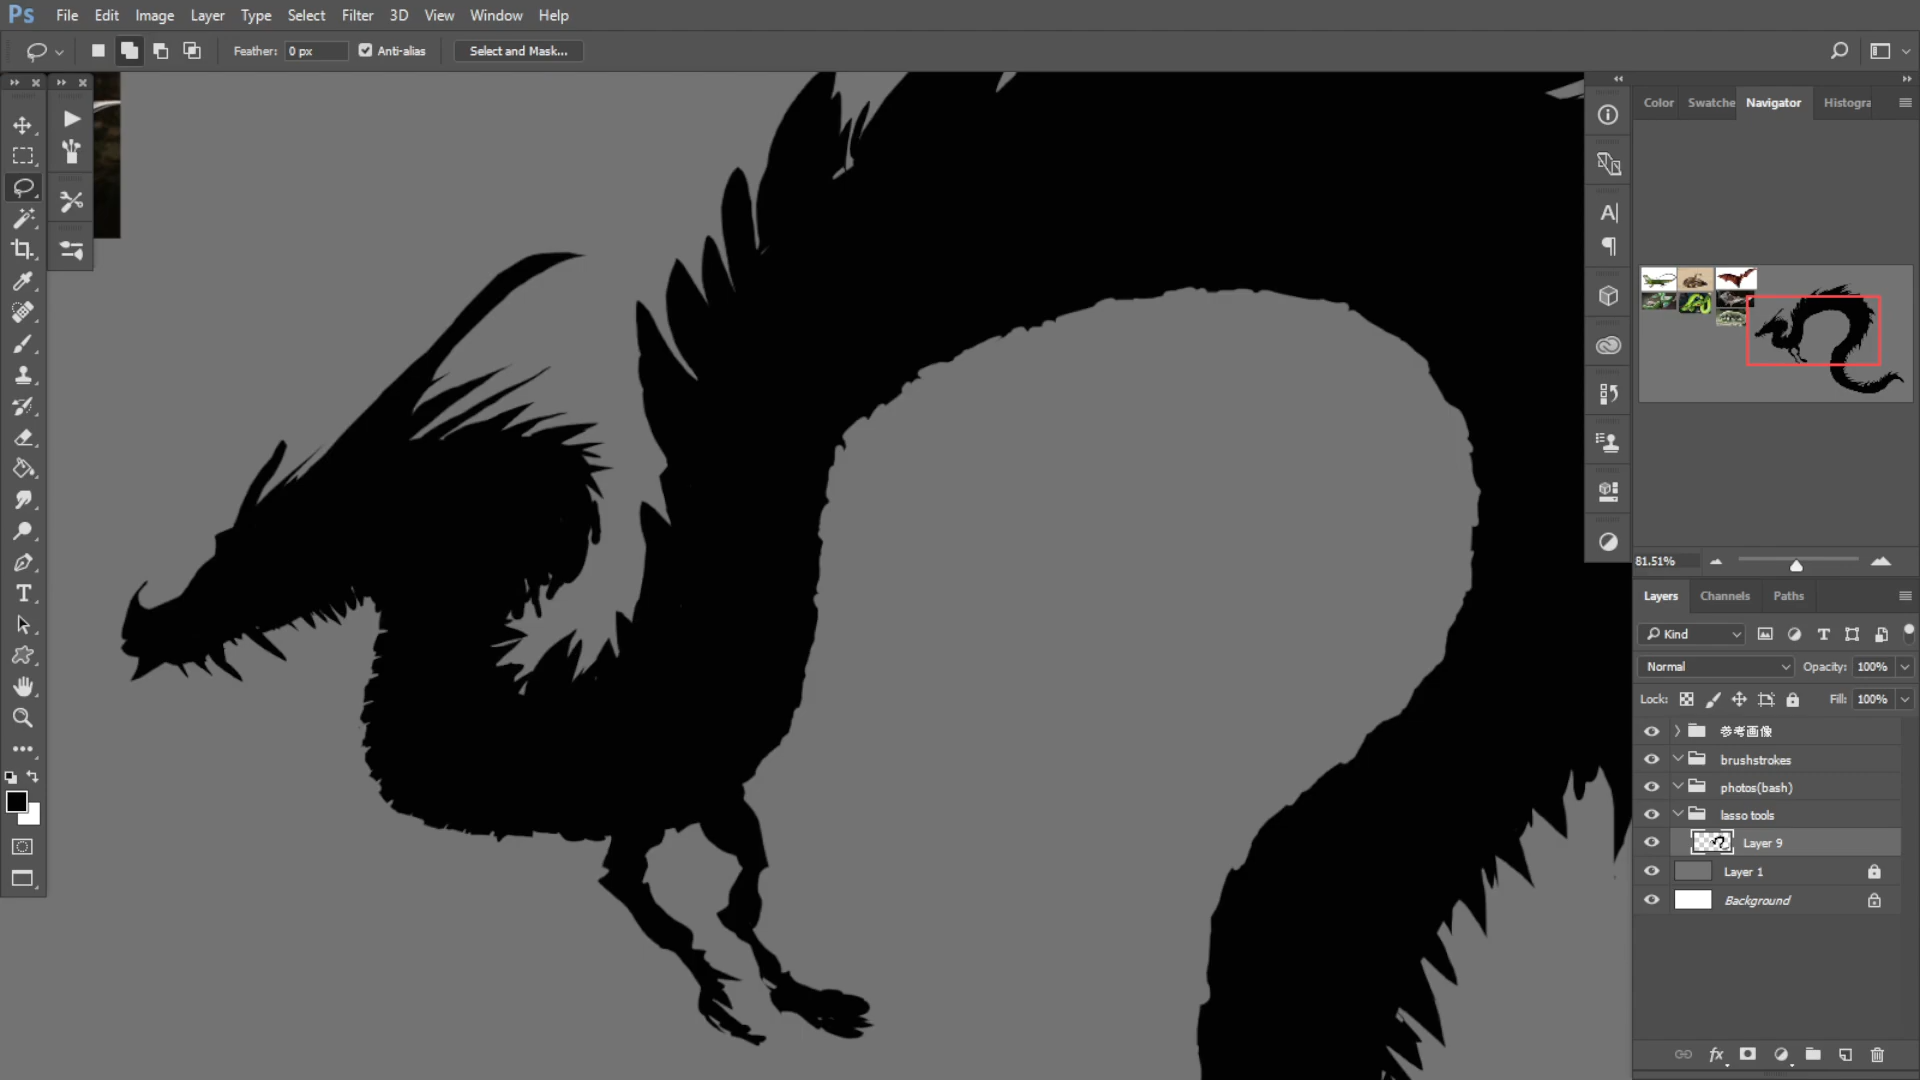 Ps File Edit Image Layer Type Select Filter 3D View Window Help
Feather: 0 px Anti-alias Select and Mask...
Color Swatche Navigator Histogra
81.51%
Layers Channels Paths
Kind
Normal Opacity: 100%
Lock: Fill: 100%
参考画像
brushstrokes
photos(bash)
lasso tools
Layer 9
Layer 1
Background